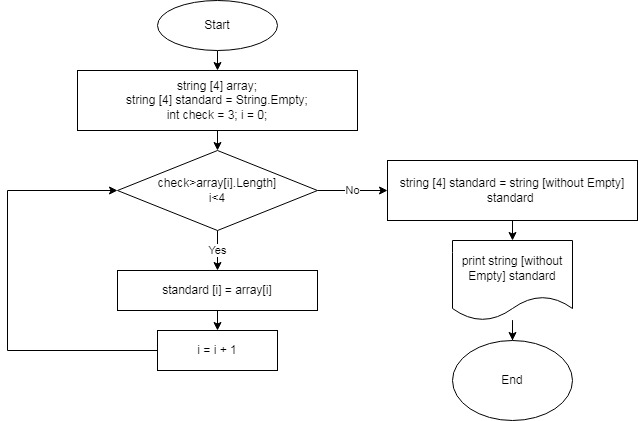 Start
string [4] array;
string [4] standard = String.Empty;
int check = 3; i = 0;
check>array[i].Length]
i<4
No
string [4] standard = string [without Empty]
standard
Yes
print string [without
Empty] standard
standard [i] = array[i]
i = i + 1
End